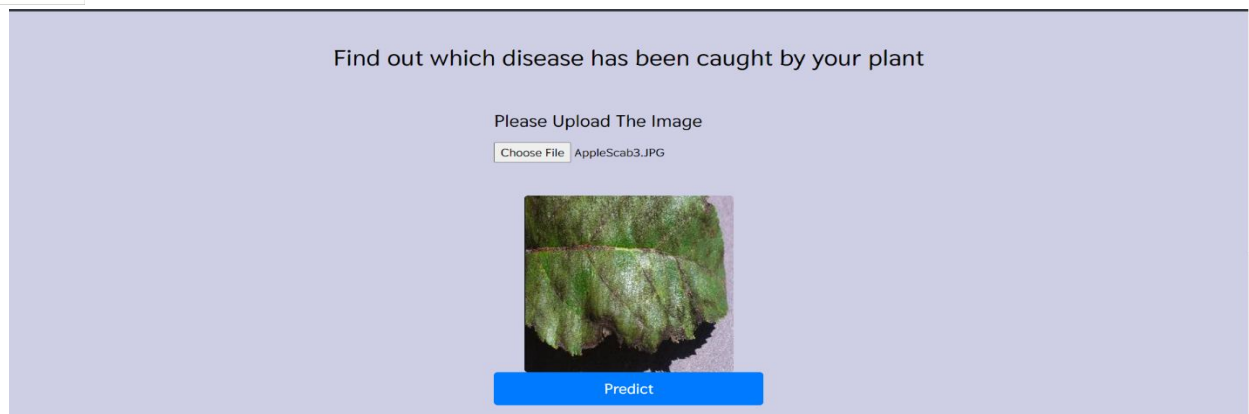 Find out which disease has been caught by your plant
Please Upload The Image
Choose File AppleScab3.JPG
Predict